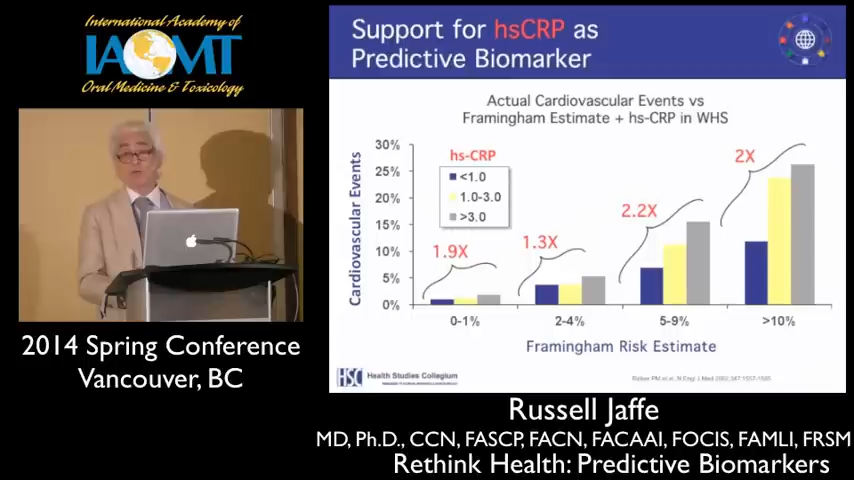 International Academy of
IAOMT
Oral Medicine & Toxicology
2014 Spring Conference
Vancouver, BC
Support for hsCRP as
Predictive Biomarker
Actual Cardiovascular Events vs
Framingham Estimate + hs-CRP in WHS
Cardiovascular Events
30%
25%
20%
15%
10%
5%
0%
hs-CRP
<1.0
1.0-3.0
>3.0
1.9X
1.3X
2.2X
2X
0-1%
2-4%
5-9%
>10%
Framingham Risk Estimate
HSC
Health Studies Collegium
Russell Jaffe
MD, Ph.D., CCN, FASCP, FACN, FACAAI, FOCIS, FAMLI, FRSM
Rethink Health: Predictive Biomarkers